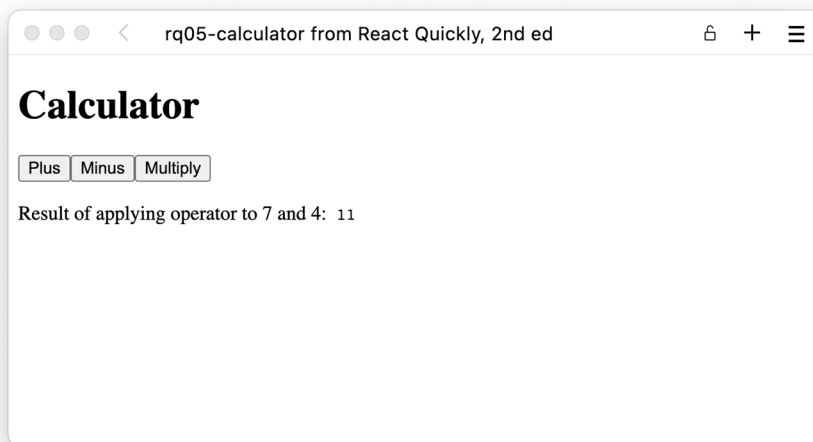 rq05-calculator from React Quickly, 2nd ed
Calculator
Plus Minus Multiply
Result of applying operator to 7 and 4: 11